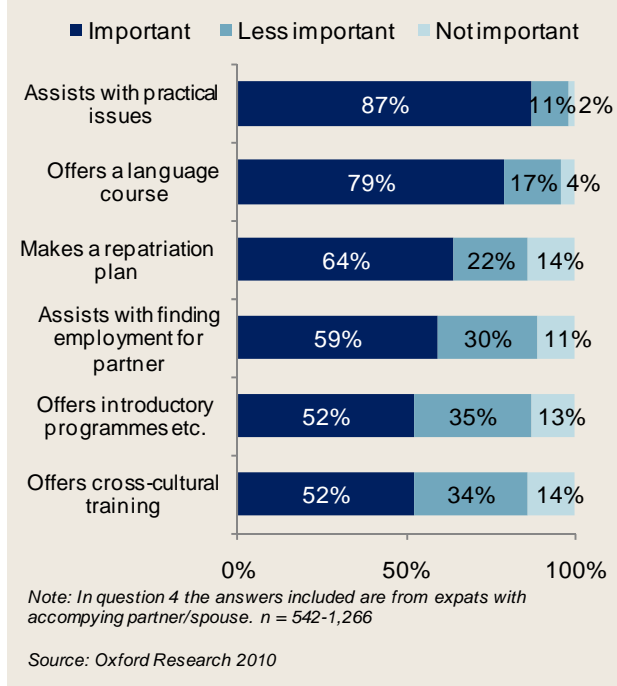 Important Less important Not important
Assists with practical
issues
87% 11% 2%
Offers a language
course
79% 17% 4%
Makes a repatriation
plan
64% 22% 14%
Assists with finding
employment for
partner
59% 30% 11%
Offers introductory
programmes etc.
52% 35% 13%
Offers cross-cultural
training
52% 34% 14%
0% 50% 100%
Note: In question 4 the answers included are from expats with
accompying partner/spouse. n = 542-1,266
Source: Oxford Research 2010